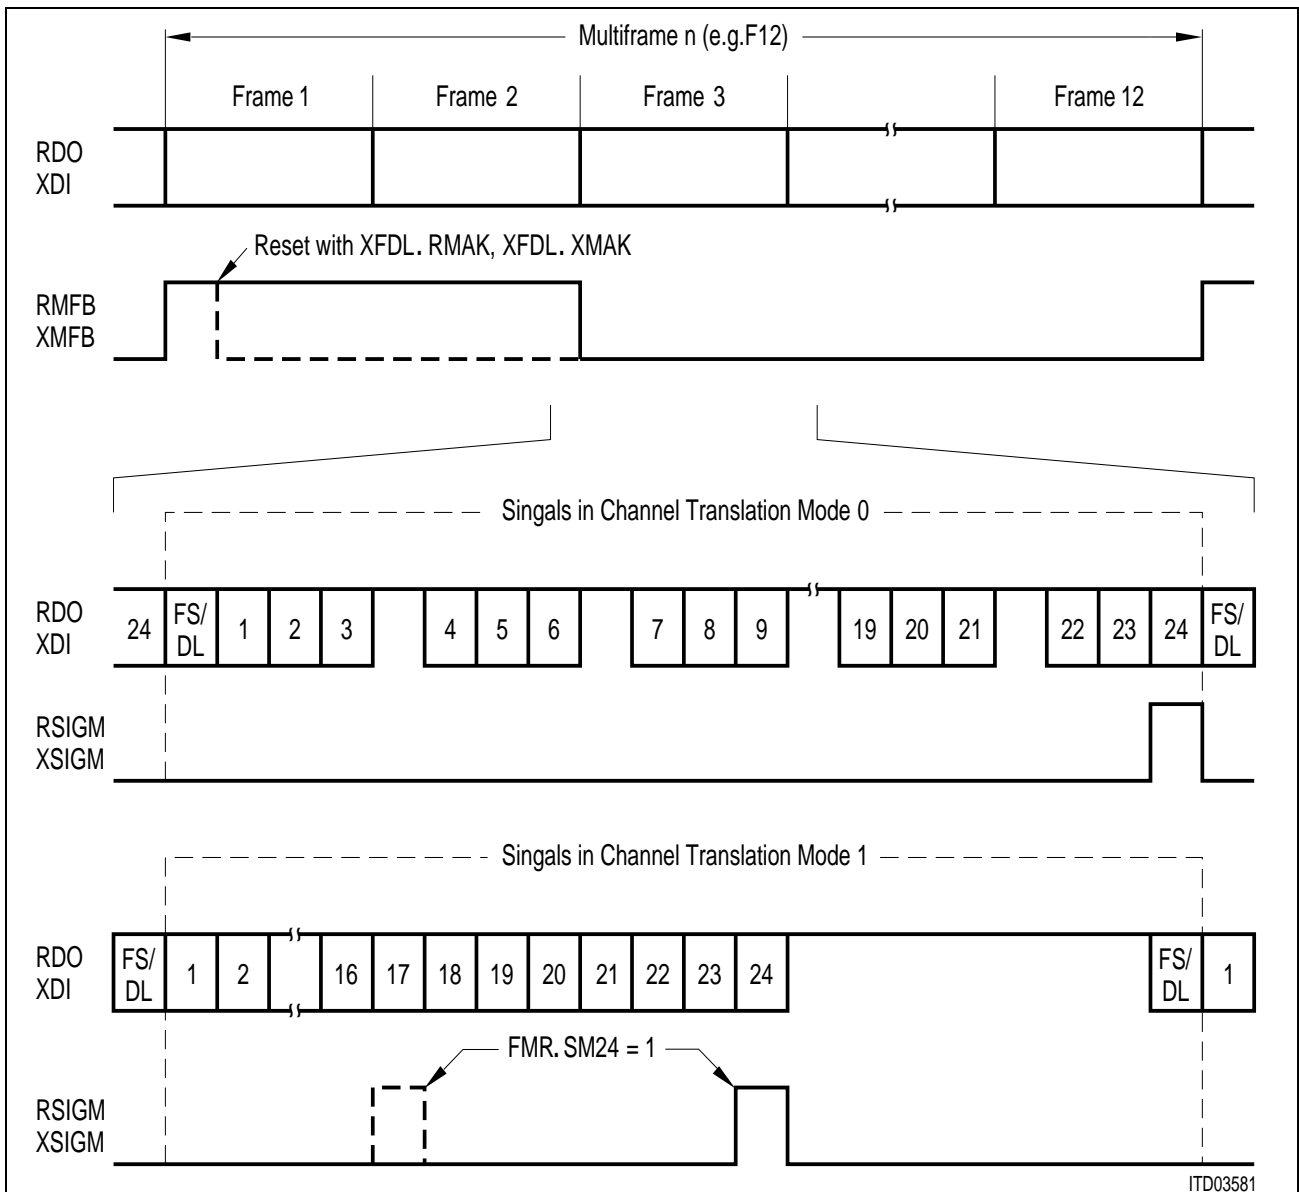 Multiframe n (e.g.F12)
Frame 1 Frame 2 Frame 3 Frame 12
RDO
XDI
Reset with XFDL. RMAK, XFDL. XMAK
RMFB
XMFB
Singals in Channel Translation Mode 0
RDO
XDI
24 FS/DL 1 2 3 4 5 6 7 8 9 19 20 21 22 23 24 FS/DL
RSIGM
XSIGM
Singals in Channel Translation Mode 1
RDO
XDI
FS/DL 1 2 16 17 18 19 20 21 22 23 24 FS/DL 1
FMR. SM24 = 1
RSIGM
XSIGM
ITD03581